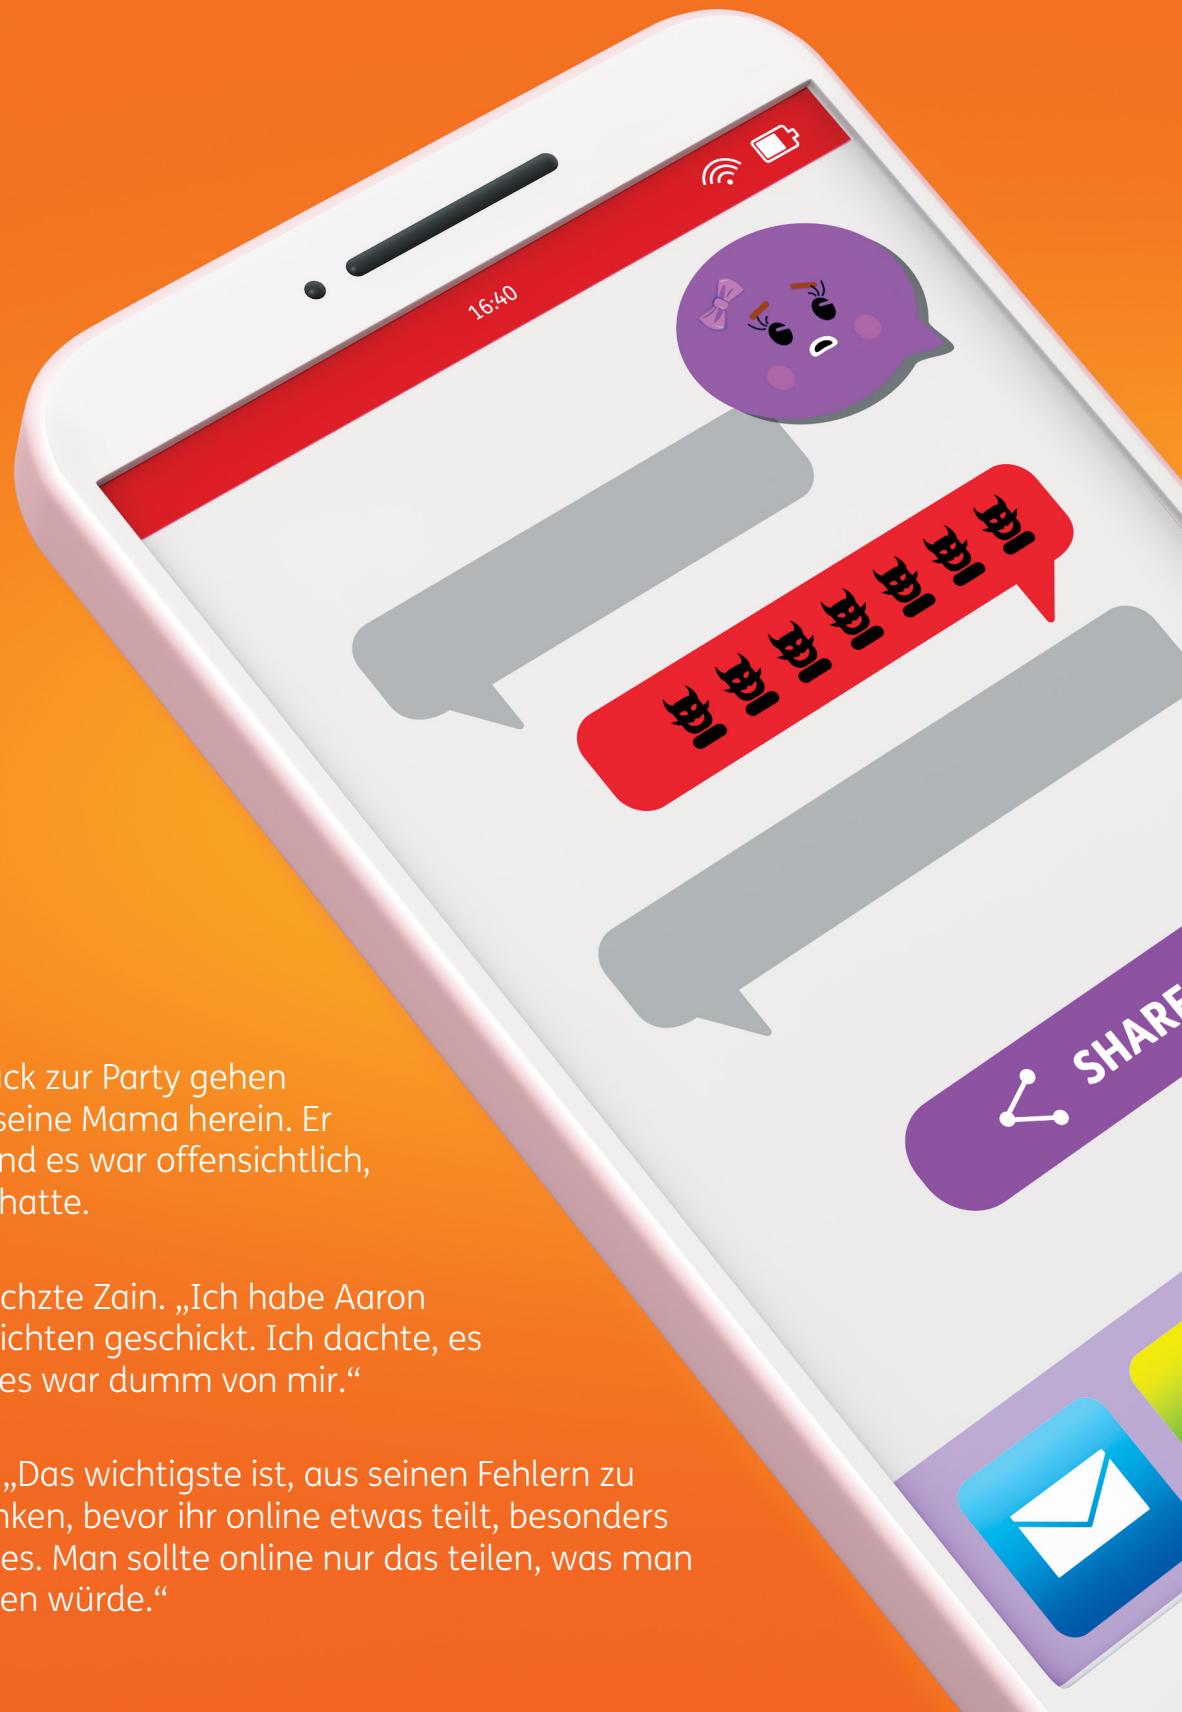 16:40
SHARE
ck zur Party gehen
seine Mama herein. Er
nd es war offensichtlich,
hatte.
chzte Zain. „Ich habe Aaron
ichten geschickt. Ich dachte, es
es war dumm von mir.“
„Das wichtigste ist, aus seinen Fehlern zu
nken, bevor ihr online etwas teilt, besonders
es. Man sollte online nur das teilen, was man
en würde.“